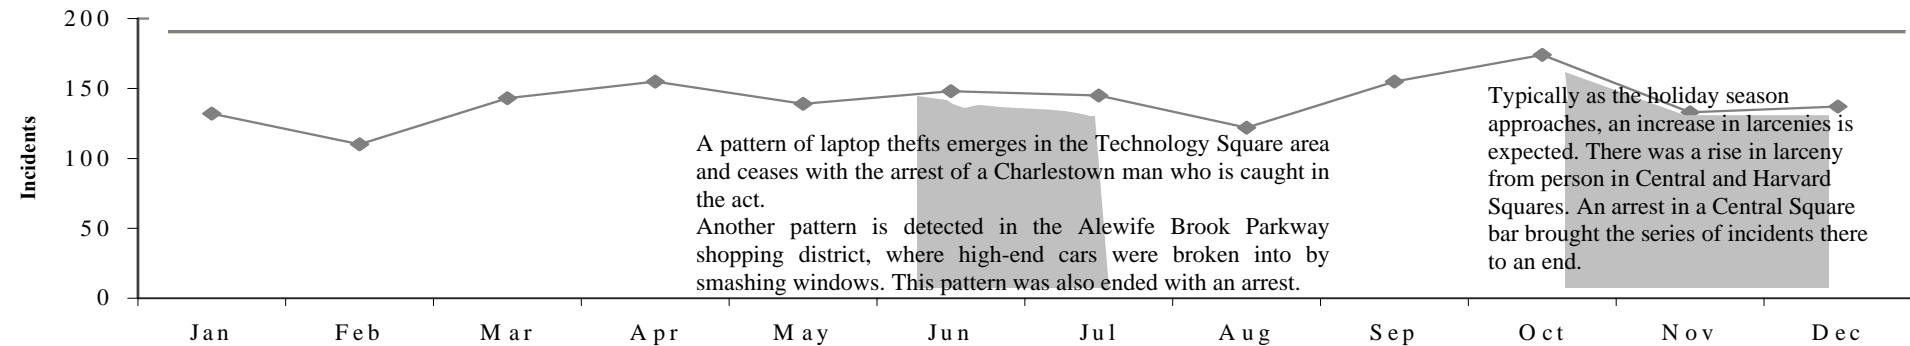 200
150
100
50
0
Incidents
A pattern of laptop thefts emerges in the Technology Square area
and ceases with the arrest of a Charlestown man who is caught in
the act.
Another pattern is detected in the Alewife Brook Parkway
shopping district, where high-end cars were broken into by
smashing windows. This pattern was also ended with an arrest.
Typically as the holiday season
approaches, an increase in larcenies is
expected. There was a rise in larceny
from person in Central and Harvard
Squares. An arrest in a Central Square
bar brought the series of incidents there
to an end.
Jan Feb Mar Apr May Jun Jul Aug Sep Oct Nov Dec